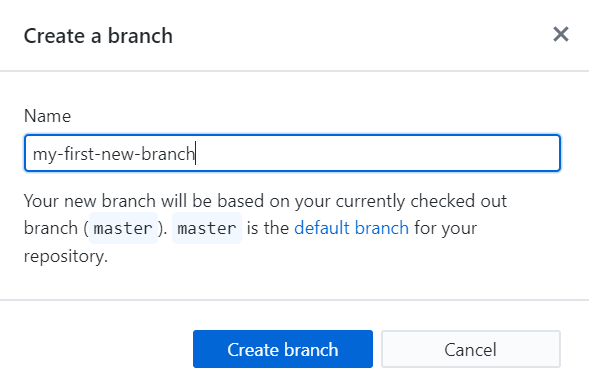 Create a branch
Name
my-first-new-branch
Your new branch will be based on your currently checked out
branch (master). master is the default branch for your
repository.
Create branch
Cancel